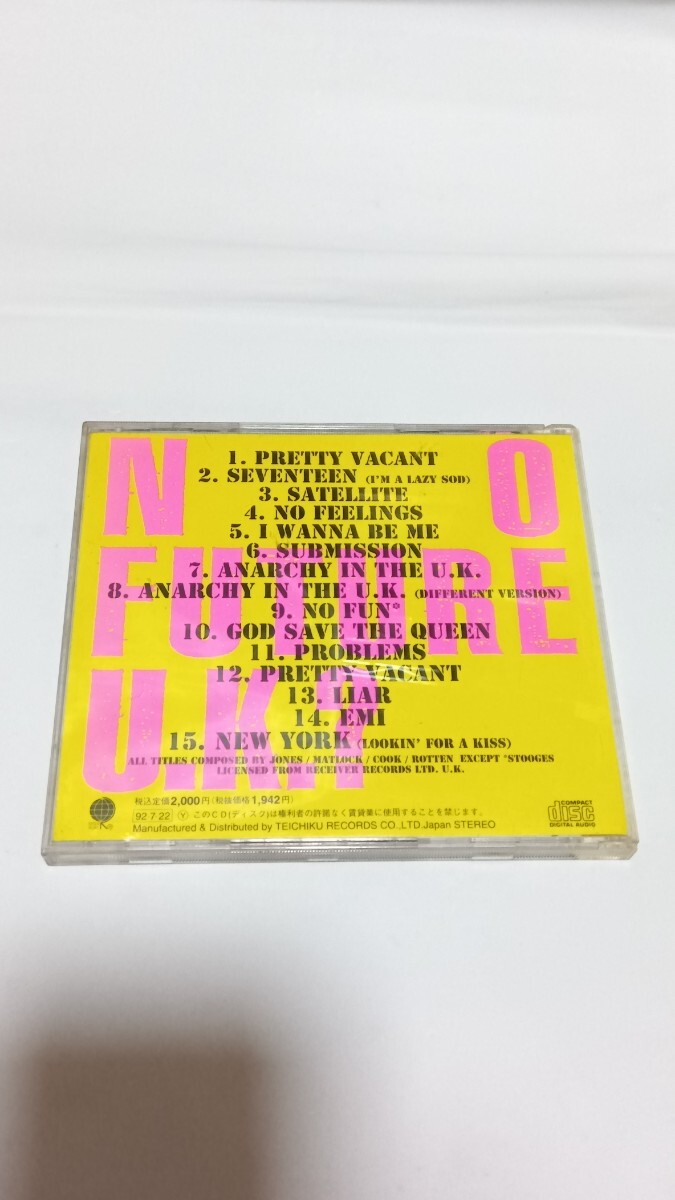 NO
FUTURE
U.K?
1. PRETTY VACANT
2. SEVENTEEN (I'M A LAZY SOD)
3. SATELLITE
4. NO FEELINGS
5. I WANNA BE ME
6. SUBMISSION
7. ANARCHY IN THE U.K.
8. ANARCHY IN THE U.K. (DIFFERENT VERSION)
9. NO FUN*
10. GOD SAVE THE QUEEN
11. PROBLEMS
12. PRETTY VACANT
13. LIAR
14. EMI
15. NEW YORK (LOOKIN' FOR A KISS)
ALL TITLES COMPOSED BY JONES / MATLOCK / COOK / ROTTEN EXCEPT *STOOGES
LICENSED FROM RECEIVER RECORDS LTD. U.K.
税込定価2,000円(税抜価格1,942円)
92 7 22 Ⓨ このCD(ディスク)は権利者の許諾なく賃貸業に使用することを禁じます。
Manufactured & Distributed by TEICHIKU RECORDS CO.,LTD.Japan STEREO
COMPACT
disc
DIGITAL AUDIO